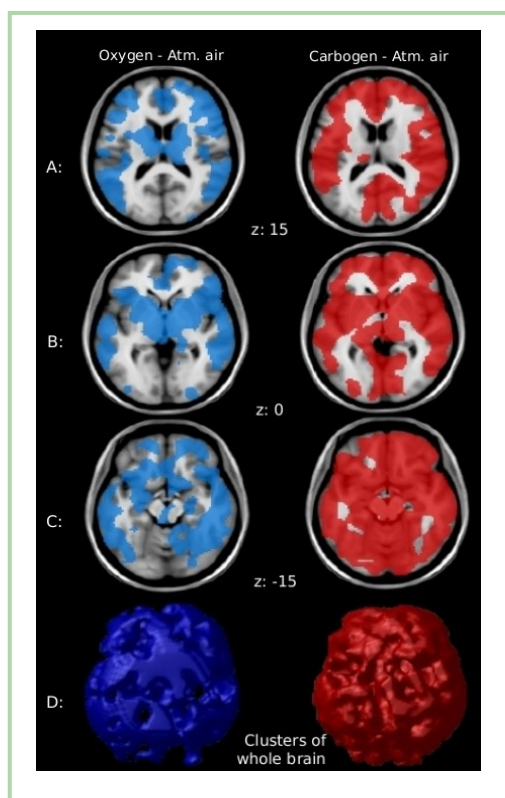 Oxygen - Atm. air
Carbogen - Atm. air
A:
z: 15
B:
z: 0
C:
z: -15
D:
Clusters of
whole brain